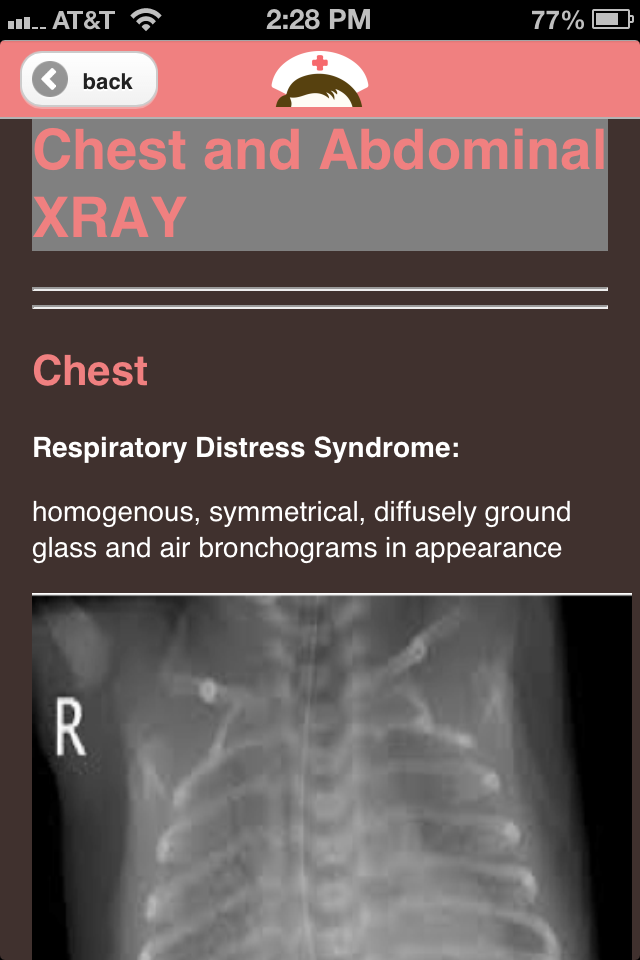 AT&T 2:28 PM 77%
back
Chest and Abdominal
XRAY
Chest
Respiratory Distress Syndrome:
homogenous, symmetrical, diffusely ground
glass and air bronchograms in appearance
R